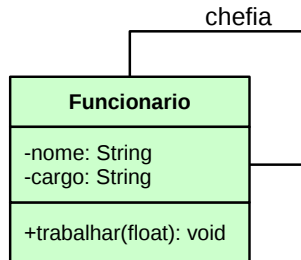 chefia
Funcionario
-nome: String
-cargo: String
+trabalhar(float): void